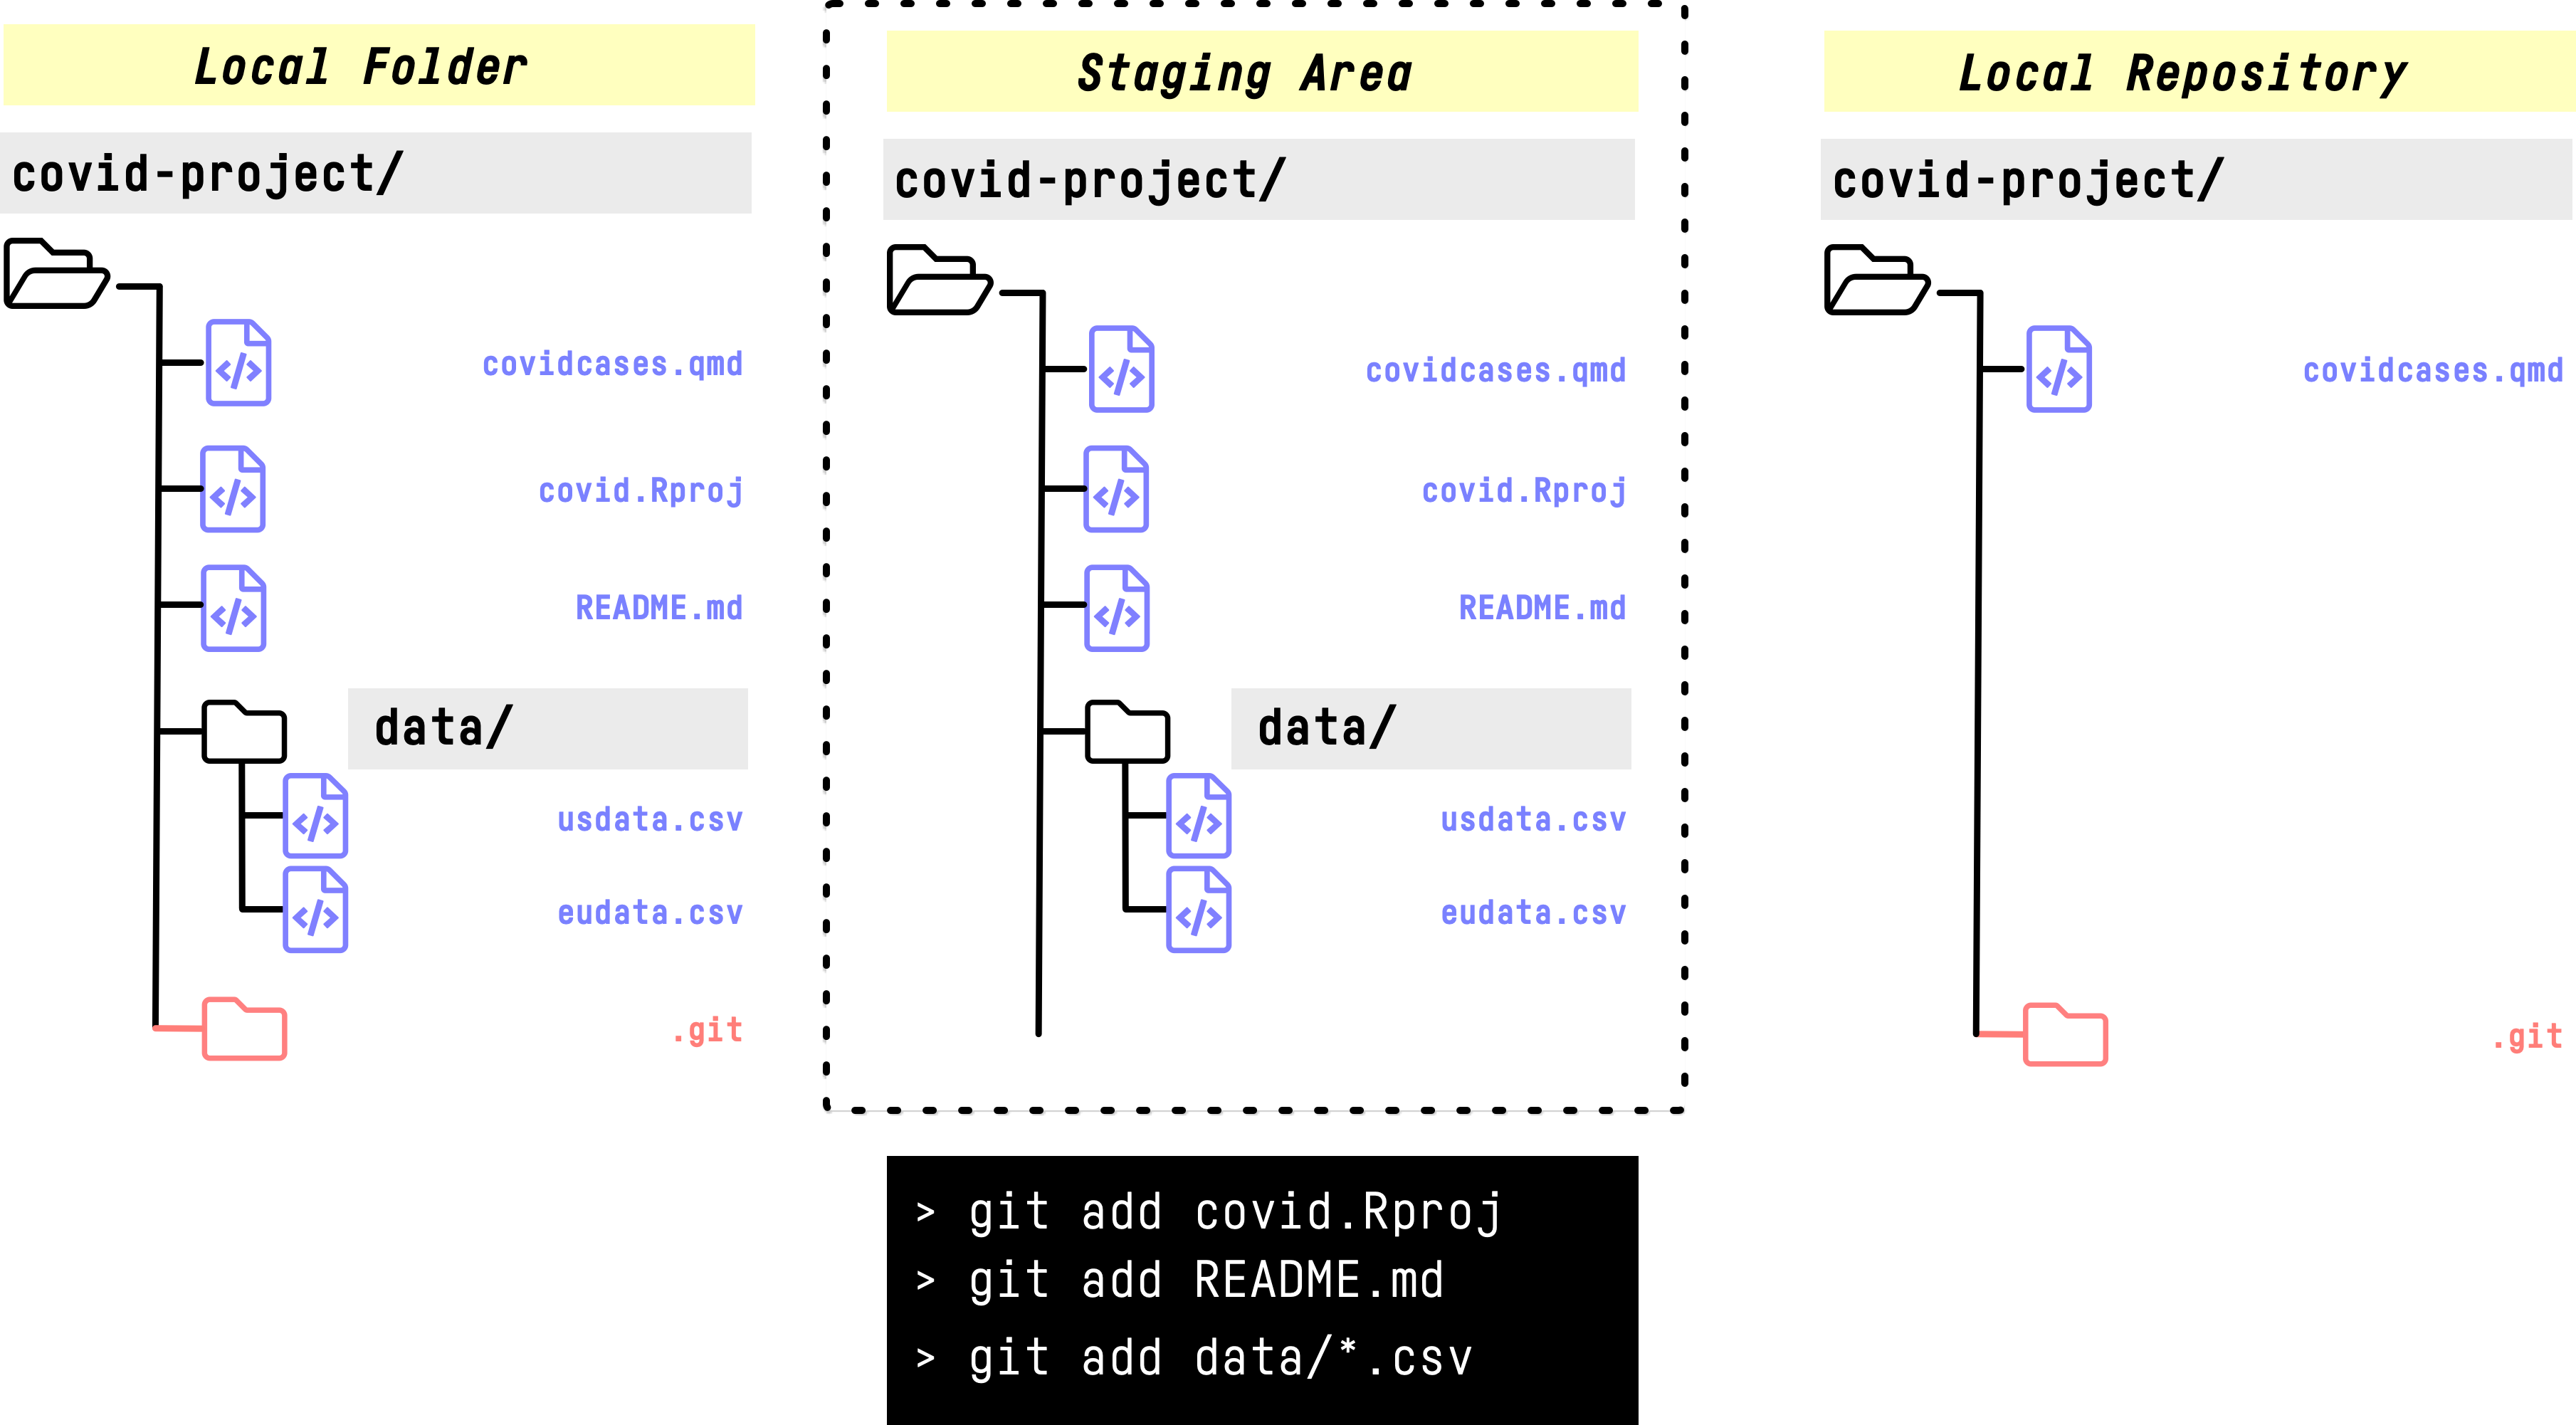 Local Folder
covid-project/
covidcases.qmd
covid.Rproj
README.md
data/
usdata.csv
eudata.csv
.git
Staging Area
covid-project/
covidcases.qmd
covid.Rproj
README.md
data/
usdata.csv
eudata.csv
> git add covid.Rproj
> git add README.md
> git add data/*.csv
Local Repository
covid-project/
covidcases.qmd
.git